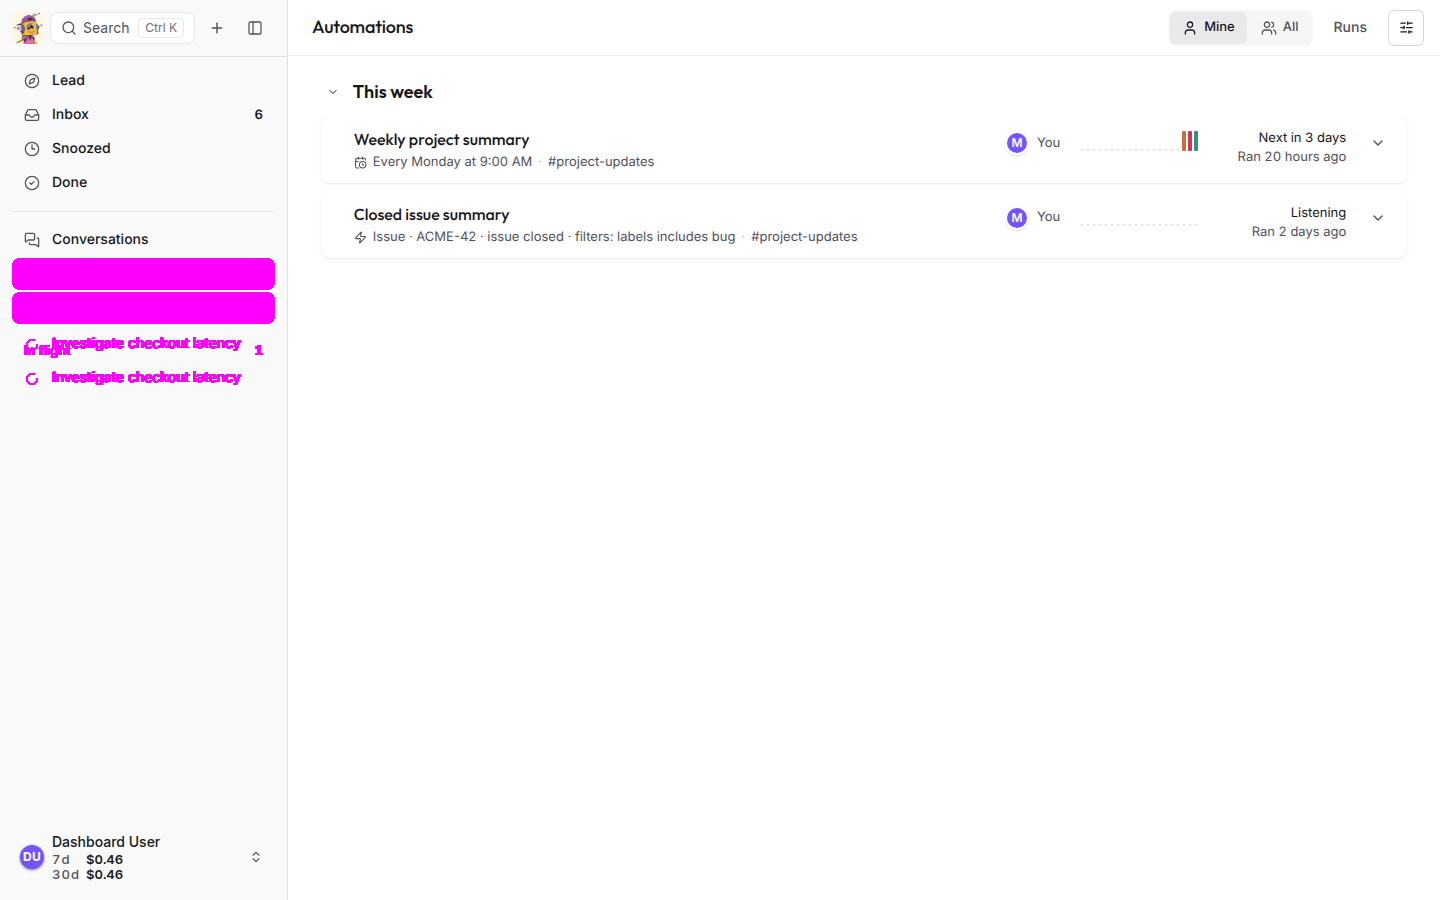 Search Ctrl K
Lead
Inbox 6
Snoozed
Done
Conversations
Investigate checkout latency
In flight 1
Investigate checkout latency
Dashboard User
DU
7d $0.46
30d $0.46
Automations
Mine
All
Runs
This week
Weekly project summary
Every Monday at 9:00 AM · #project-updates
M You
Next in 3 days
Ran 20 hours ago
Closed issue summary
Issue · ACME-42 · issue closed · filters: labels includes bug · #project-updates
M You
Listening
Ran 2 days ago